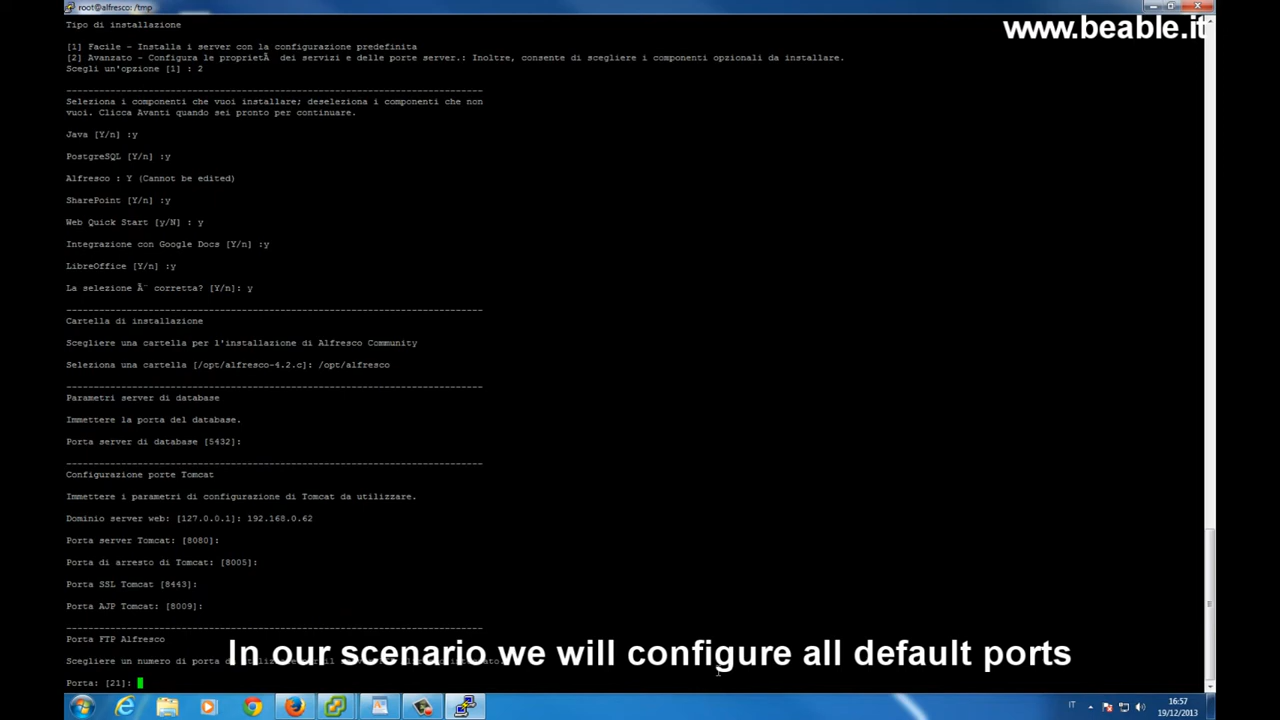 root@alfresco: /tmp
www.beable.it
Tipo di installazione
[1] Facile - Installa i server con la configurazione predefinita
[2] Avanzato - Configura le proprietÃ  dei servizi e delle porte server.: Inoltre, consente di scegliere i componenti opzionali da installare.
Scegli un'opzione [1] : 2
Seleziona i componenti che vuoi installare; deseleziona i componenti che non
vuoi. Clicca Avanti quando sei pronto per continuare.
Java [Y/n] :y
PostgreSQL [Y/n] :y
Alfresco : Y (Cannot be edited)
SharePoint [Y/n] :y
Web Quick Start [y/N] : y
Integrazione con Google Docs [Y/n] :y
LibreOffice [Y/n] :y
La selezione Ã¨ corretta? [Y/n]: y
Cartella di installazione
Scegliere una cartella per l'installazione di Alfresco Community
Seleziona una cartella [/opt/alfresco-4.2.c]: /opt/alfresco
Parametri server di database
Immettere la porta del database.
Porta server di database [5432]:
Configurazione porte Tomcat
Immettere i parametri di configurazione di Tomcat da utilizzare.
Dominio server web: [127.0.0.1]: 192.168.0.62
Porta server Tomcat: [8080]:
Porta di arresto di Tomcat: [8005]:
Porta SSL Tomcat [8443]:
Porta AJP Tomcat: [8009]:
Porta FTP Alfresco
Scegliere un numero di porta
In our scenario we will configure all default ports
Porta: [21]:
IT
16:57
19/12/2013